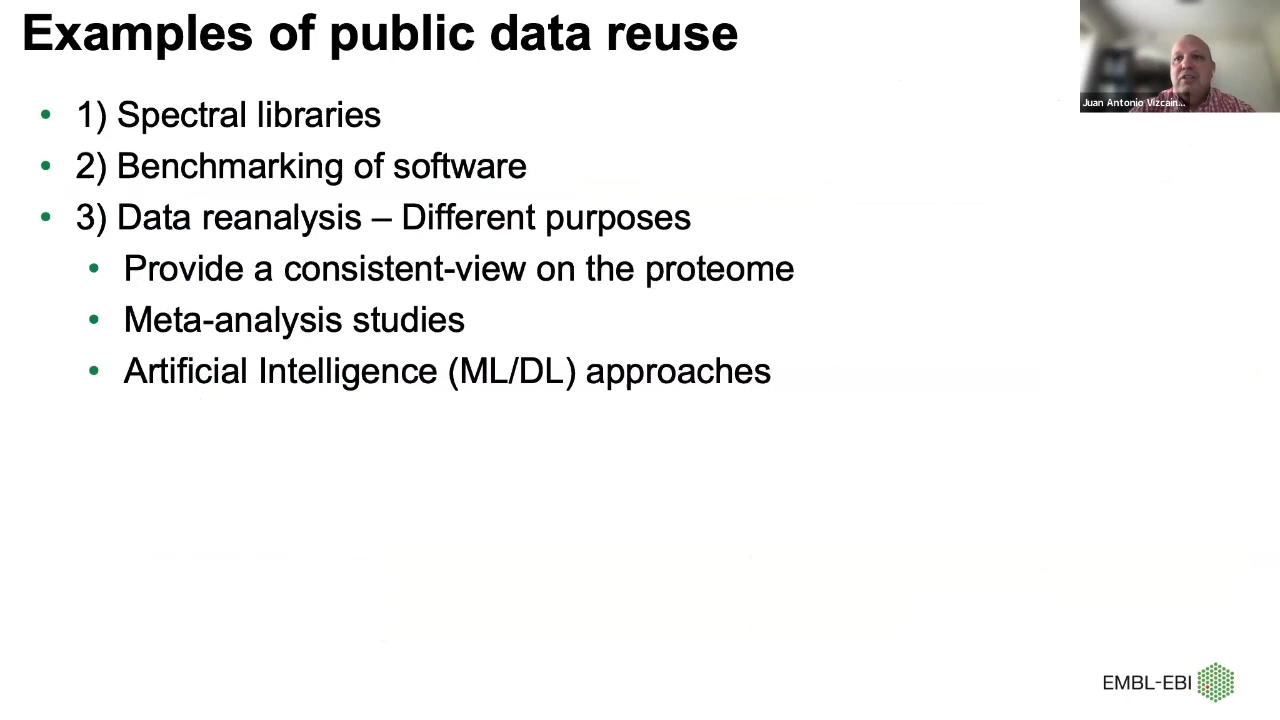 Examples of public data reuse
Juan Antonio Vizcain...
• 1) Spectral libraries
• 2) Benchmarking of software
• 3) Data reanalysis – Different purposes
• Provide a consistent-view on the proteome
• Meta-analysis studies
• Artificial Intelligence (ML/DL) approaches
EMBL-EBI